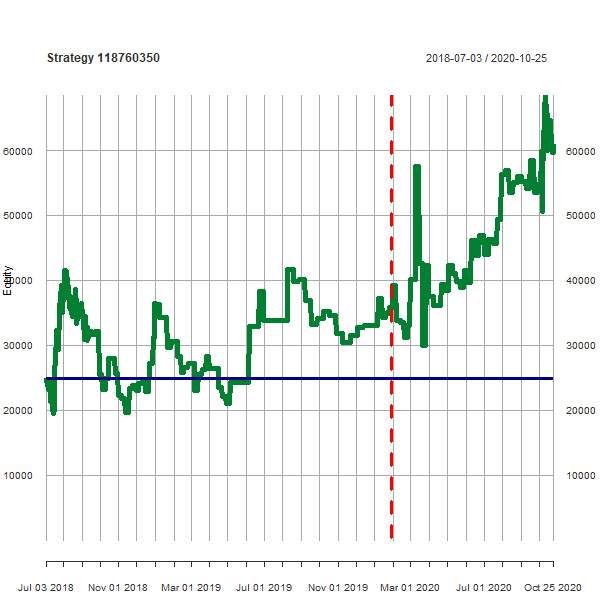 Strategy 118760350 2018-07-03 / 2020-10-25
60000 60000
50000 50000
Equity
40000 40000
30000 30000
20000 20000
10000 10000
Jul 03 2018 Nov 01 2018 Mar 01 2019 Jul 01 2019 Nov 01 2019 Mar 01 2020 Jul 01 2020 Oct 25 2020